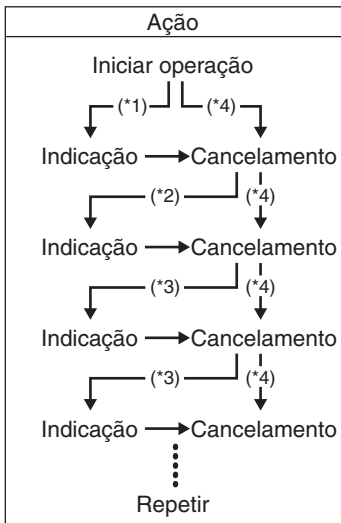 Ação
Iniciar operação
(*1) (*4)
Indicação Cancelamento
(*2) (*4)
Indicação Cancelamento
(*3) (*4)
Indicação Cancelamento
(*3) (*4)
Indicação Cancelamento
Repetir